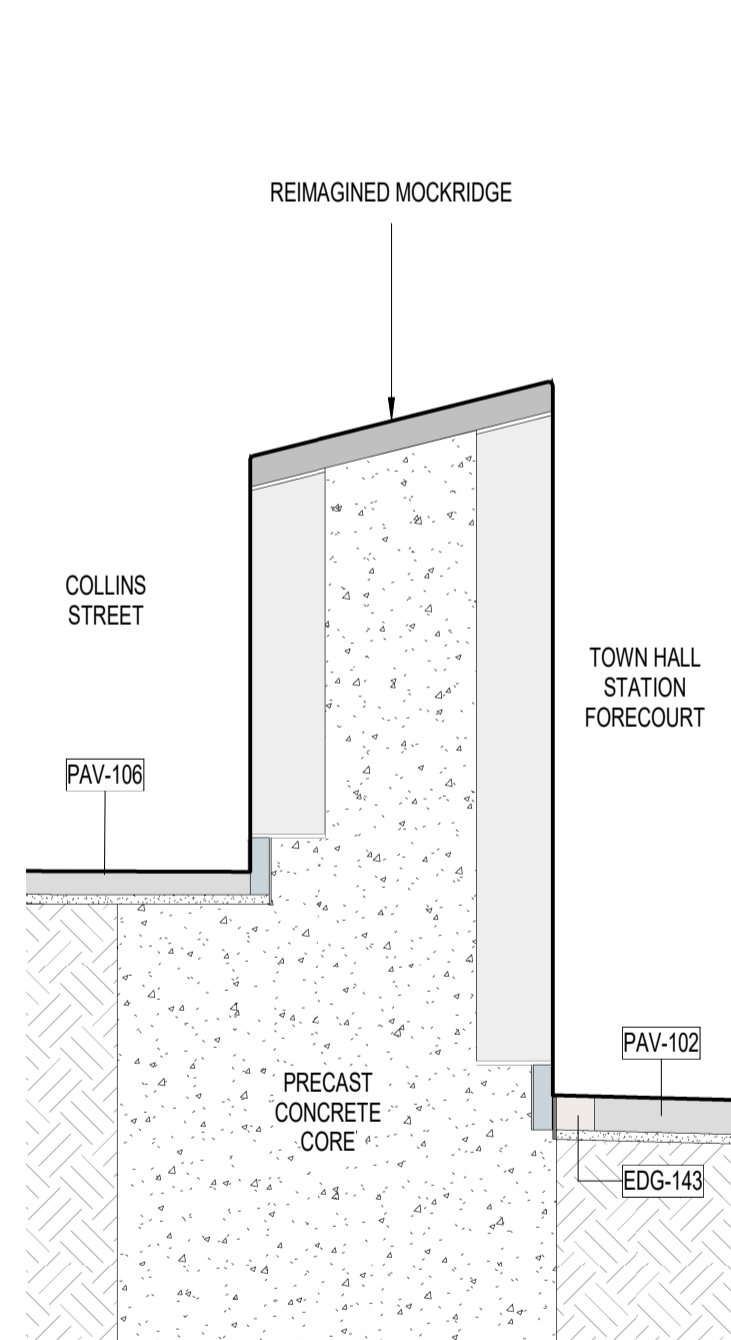 REIMAGINED MOCKRIDGE
COLLINS
STREET
TOWN HALL
STATION
FORECOURT
PAV-106
PAV-102
PRECAST
CONCRETE
CORE
EDG-143